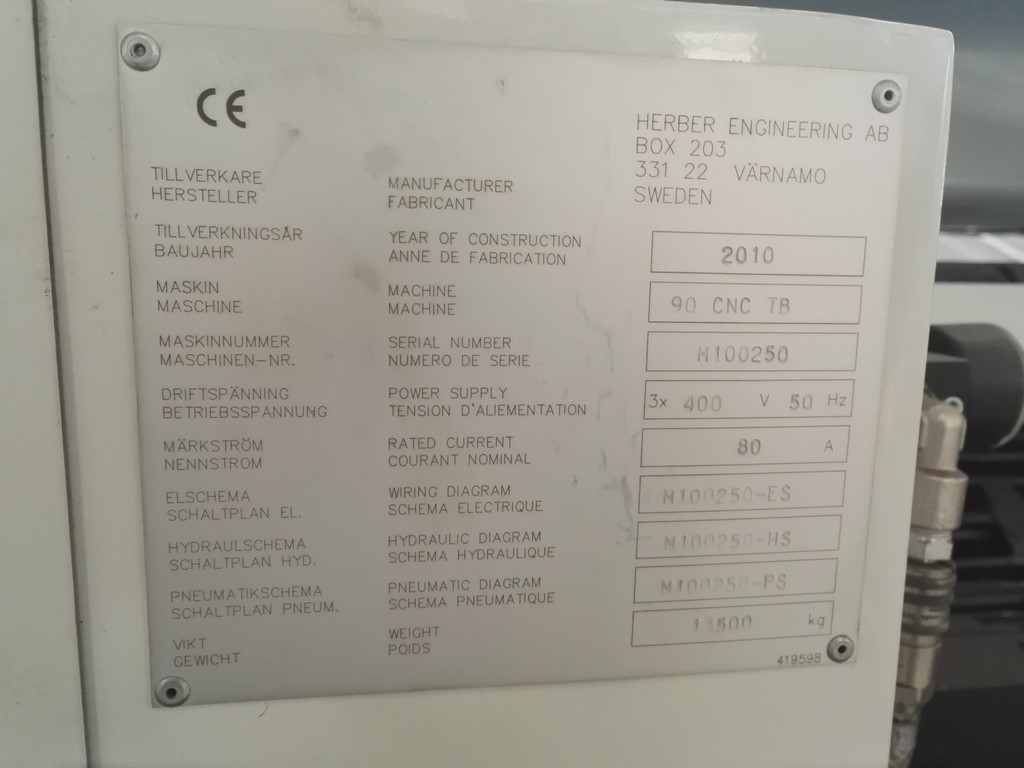 CE
HERBER ENGINEERING AB
BOX 203
331 22 VÄRNAMO
SWEDEN
TILLVERKARE
HERSTELLER
MANUFACTURER
FABRICANT
TILLVERKNINGSÅR
BAUJAHR
YEAR OF CONSTRUCTION
ANNE DE FABRICATION
2010
MASKIN
MASCHINE
MACHINE
MACHINE
90 CNC TB
MASKINNUMMER
MASCHINEN-NR.
SERIAL NUMBER
NUMERO DE SERIE
M100250
DRIFTSPÄNNING
BETRIEBSSPANNUNG
POWER SUPPLY
TENSION D'ALIEMENTATION
3x 400 V 50 Hz
MÄRKSTRÖM
NENNSTROM
RATED CURRENT
COURANT NOMINAL
80 A
ELSCHEMA
SCHALTPLAN EL.
WIRING DIAGRAM
SCHEMA ELECTRIQUE
M100250-ES
HYDRAULSCHEMA
SCHALTPLAN HYD.
HYDRAULIC DIAGRAM
SCHEMA HYDRAULIQUE
M100250-HS
PNEUMATIKSCHEMA
SCHALTPLAN PNEUM.
PNEUMATIC DIAGRAM
SCHEMA PNEUMATIQUE
M100250-PS
VIKT
GEWICHT
WEIGHT
POIDS
13500 kg
419598